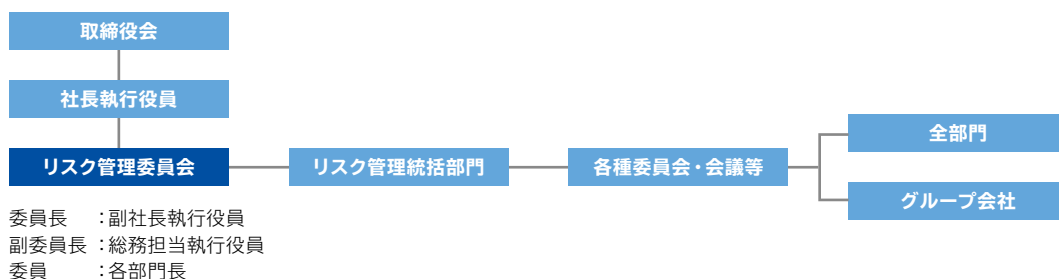 取締役会
社長執行役員
リスク管理委員会
リスク管理統括部門
各種委員会・会議等
全部門
グループ会社
委員長　：副社長執行役員
副委員長：総務担当執行役員
委員　　：各部門長